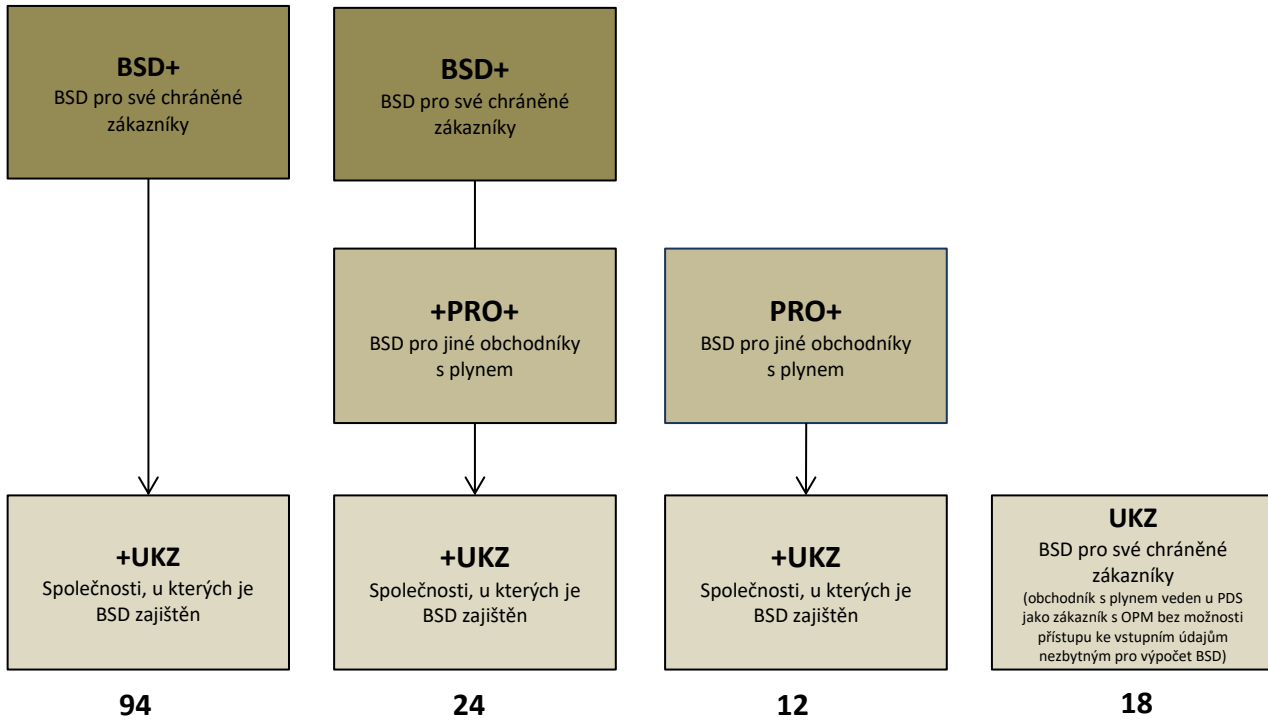 BSD+
BSD pro své chráněné
zákazníky
BSD+
BSD pro své chráněné
zákazníky
+PRO+
BSD pro jiné obchodníky
s plynem
PRO+
BSD pro jiné obchodníky
s plynem
+UKZ
Společnosti, u kterých je
BSD zajištěn
+UKZ
Společnosti, u kterých je
BSD zajištěn
+UKZ
Společnosti, u kterých je
BSD zajištěn
UKZ
BSD pro své chráněné
zákazníky
(obchodník s plynem veden u PDS
jako zákazník s OPM bez možnosti
přístupu ke vstupním údajům
nezbytným pro výpočet BSD)
94
24
12
18